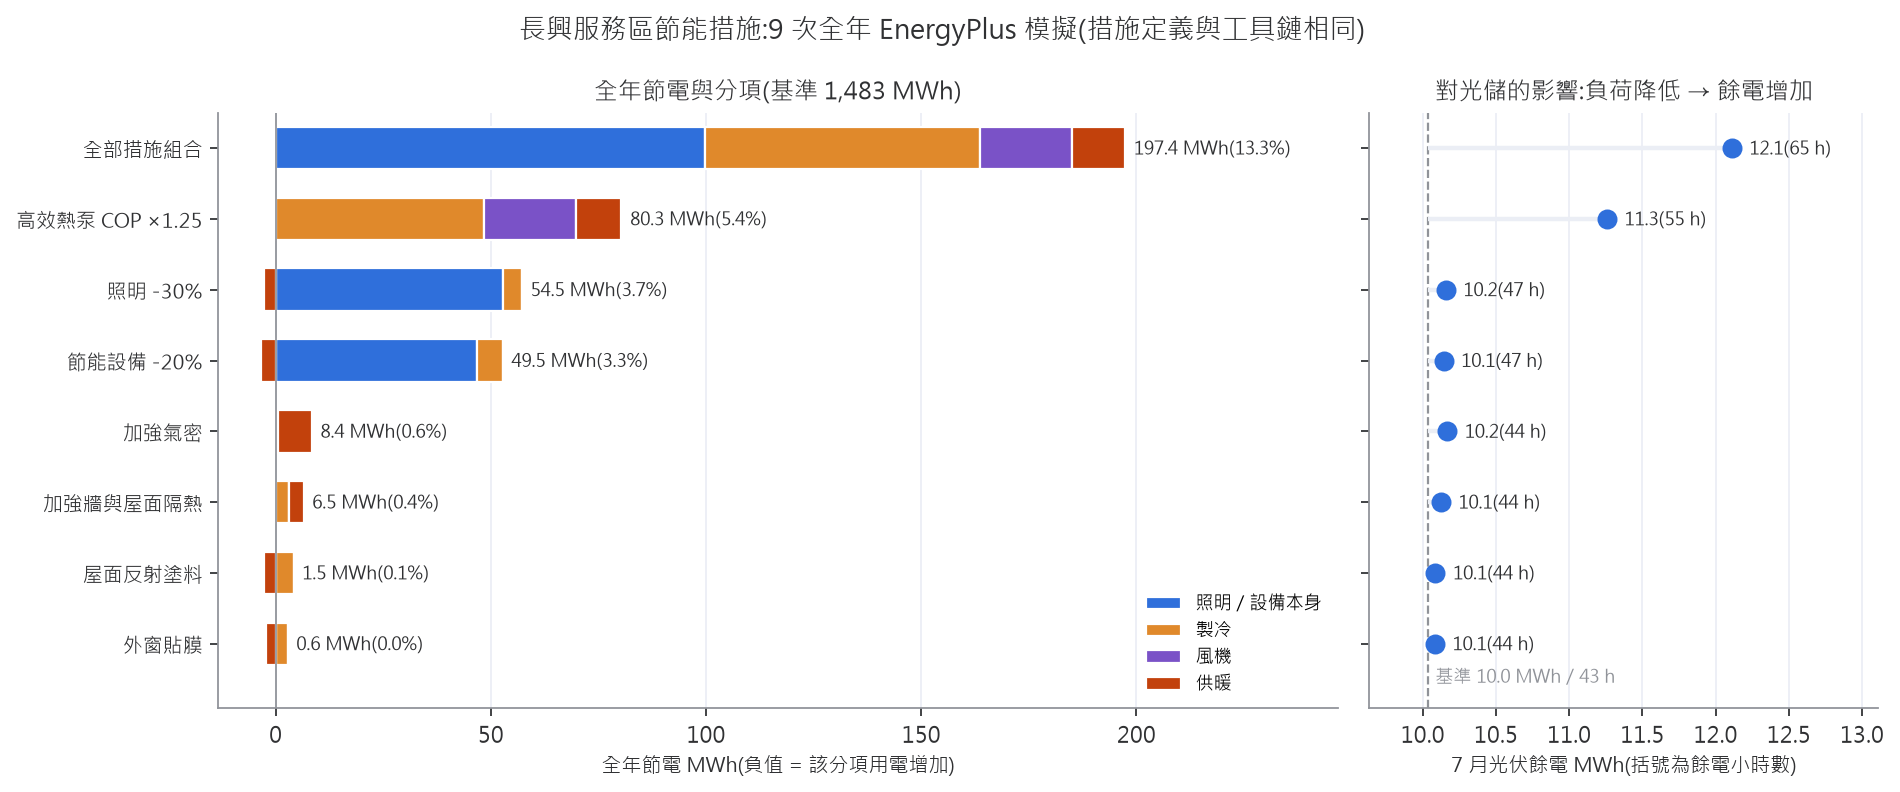 長興服務區節能措施:9 次全年 EnergyPlus 模擬(措施定義與工具鏈相同)
全年節電與分項(基準 1,483 MWh)
全部措施組合
197.4 MWh(13.3%)
高效熱泵 COP ×1.25
80.3 MWh(5.4%)
照明 -30%
54.5 MWh(3.7%)
節能設備 -20%
49.5 MWh(3.3%)
加強氣密
8.4 MWh(0.6%)
加強牆與屋面隔熱
6.5 MWh(0.4%)
屋面反射塗料
1.5 MWh(0.1%)
外窗貼膜
0.6 MWh(0.0%)
照明 / 設備本身
製冷
風機
供暖
0 50 100 150 200
全年節電 MWh(負值 = 該分項用電增加)
對光儲的影響:負荷降低 → 餘電增加
12.1(65 h)
11.3(55 h)
10.2(47 h)
10.1(47 h)
10.2(44 h)
10.1(44 h)
10.1(44 h)
10.1(44 h)
基準 10.0 MWh / 43 h
10.0 10.5 11.0 11.5 12.0 12.5 13.0
7 月光伏餘電 MWh(括號為餘電小時數)